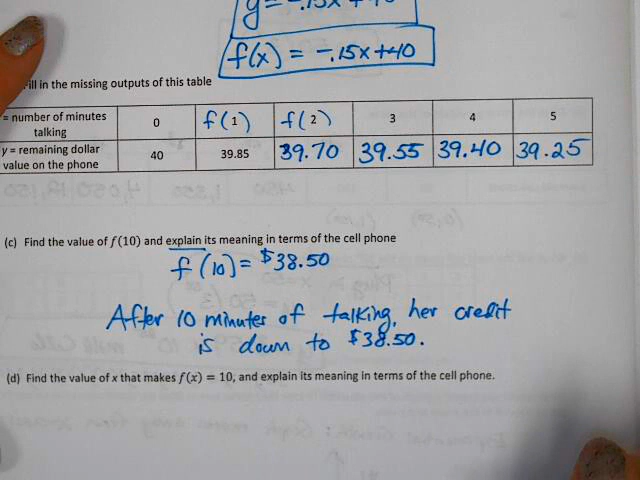 y = -.15x + 40
f(x) = -.15x + 40
ill in the missing outputs of this table
= number of minutes talking 0 f(1) f(2) 3 4 5
y = remaining dollar value on the phone 40 39.85 39.70 39.55 39.40 39.25
(c) Find the value of f(10) and explain its meaning in terms of the cell phone
f(10) = $38.50
After 10 minutes of talking, her credit
is down to $38.50.
(d) Find the value of x that makes f(x) = 10, and explain its meaning in terms of the cell phone.